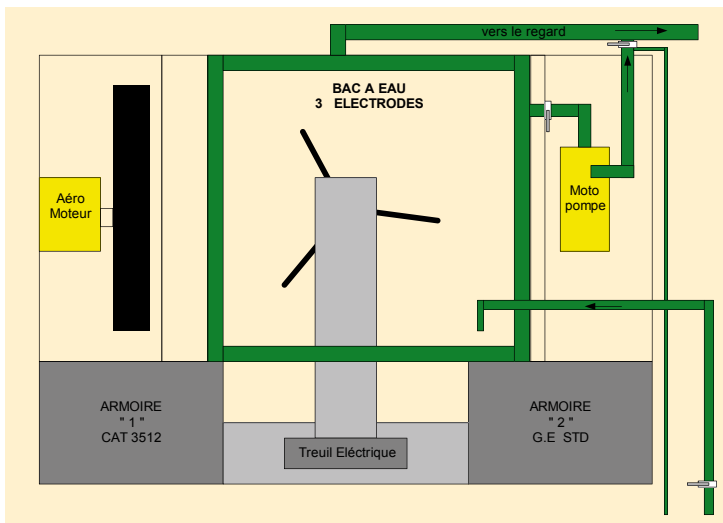 vers le regard
BAC A EAU
3 ELECTRODES
Aéro
Moteur
Moto
pompe
ARMOIRE
" 1 "
CAT 3512
ARMOIRE
" 2 "
G.E STD
Treuil Eléctrique